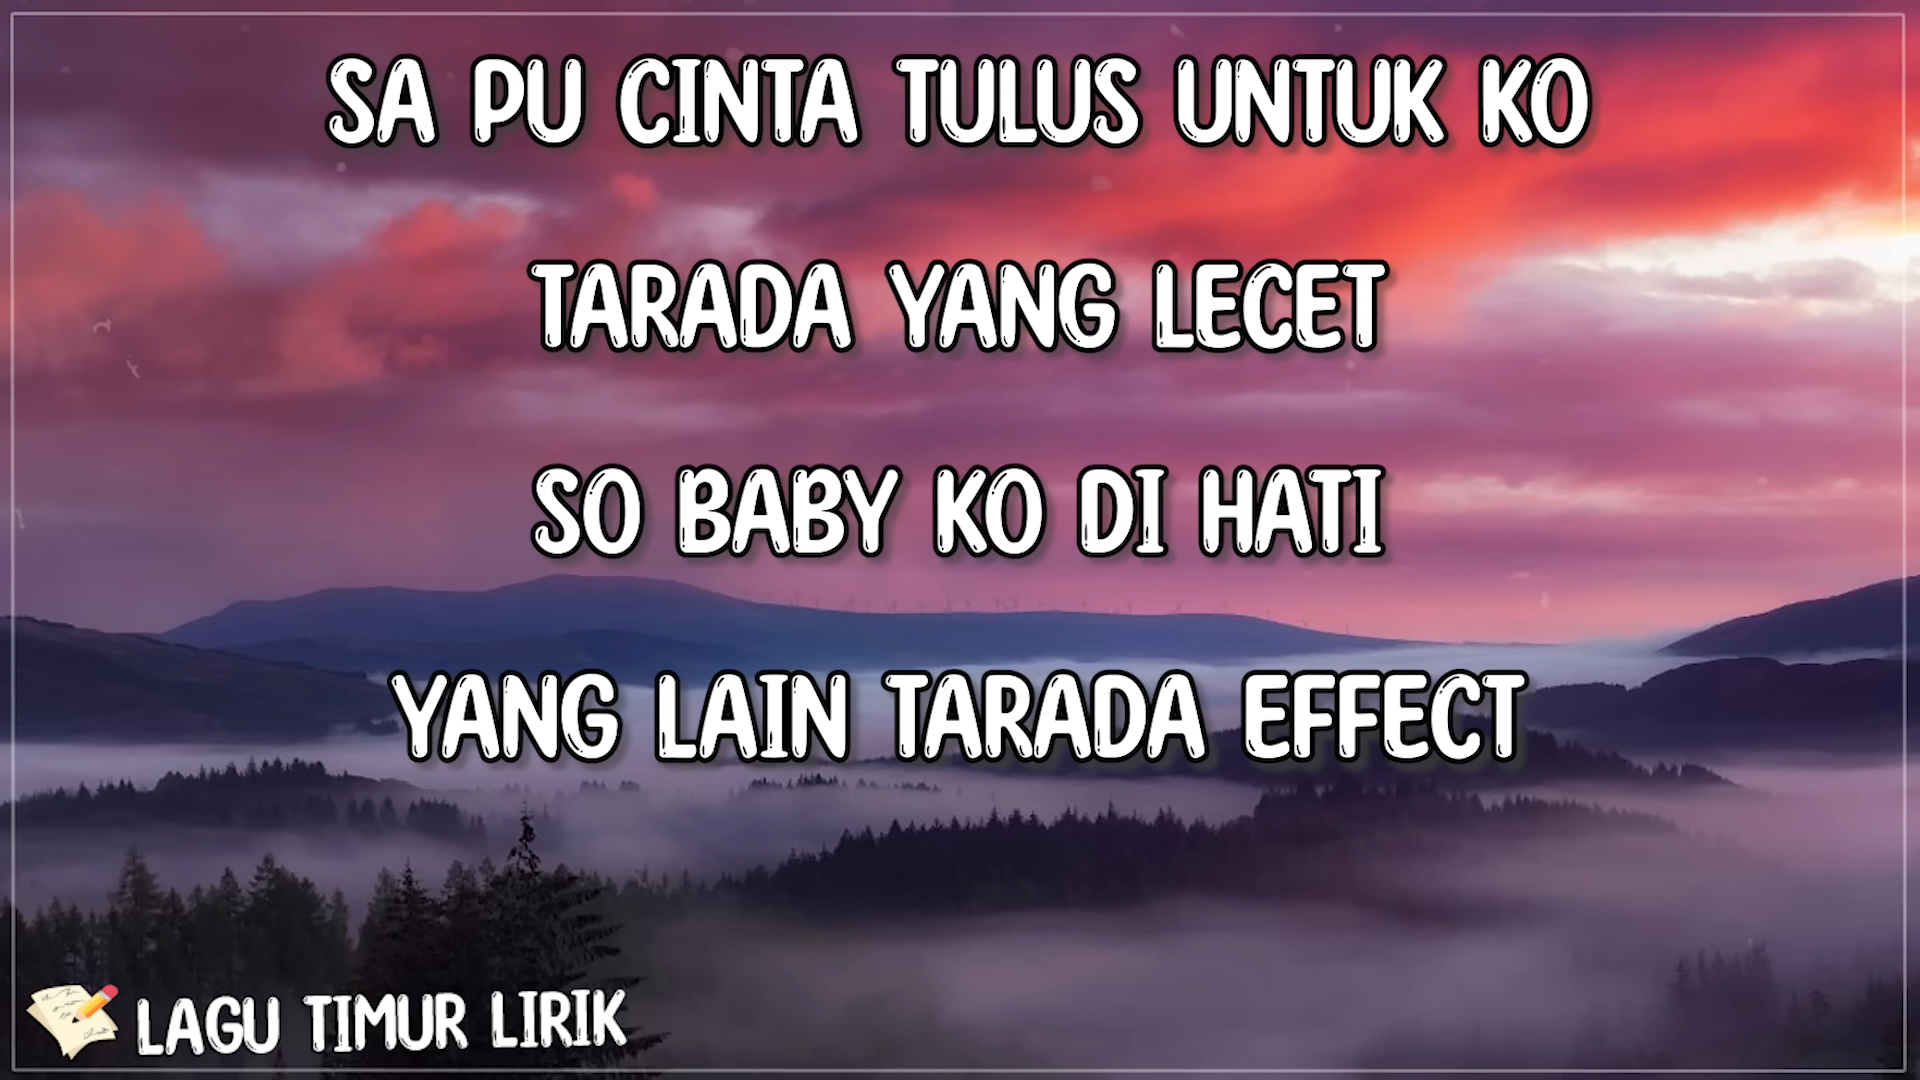 SA PU CINTA TULUS UNTUK KO
TARADA YANG LECET
SO BABY KO DI HATI
YANG LAIN TARADA EFFECT
LAGU TIMUR LIRIK